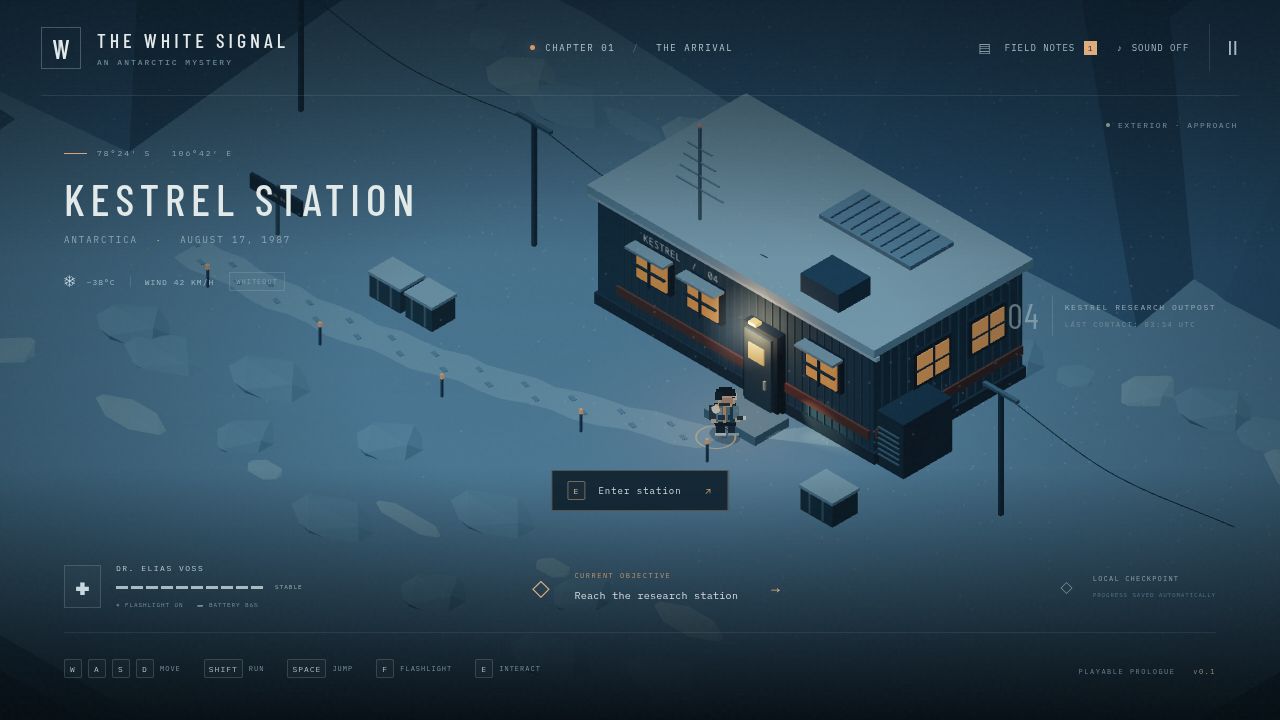 W
THE WHITE SIGNAL
AN ANTARCTIC MYSTERY
CHAPTER 01 / THE ARRIVAL
FIELD NOTES 1
♪ SOUND OFF
EXTERIOR · APPROACH
78°24′ S 106°42′ E
KESTREL STATION
ANTARCTICA · AUGUST 17, 1987
−38°C
WIND 42 KM/H
WHITEOUT
KESTREL / 04
04
KESTREL RESEARCH OUTPOST
LAST CONTACT: 03:54 UTC
E Enter station ↗
DR. ELIAS VOSS
STABLE
FLASHLIGHT ON
BATTERY 86%
CURRENT OBJECTIVE
Reach the research station →
LOCAL CHECKPOINT
PROGRESS SAVED AUTOMATICALLY
W A S D MOVE
SHIFT RUN
SPACE JUMP
F FLASHLIGHT
E INTERACT
PLAYABLE PROLOGUE v0.1